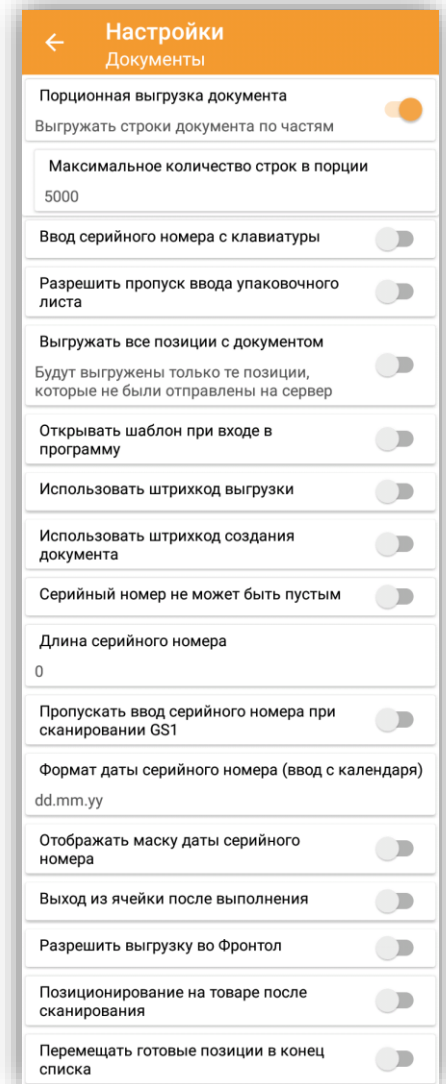 Настройки
Документы
Порционная выгрузка документа
Выгружать строки документа по частям
Максимальное количество строк в порции
5000
Ввод серийного номера с клавиатуры
Разрешить пропуск ввода упаковочного
листа
Выгружать все позиции с документом
Будут выгружены только те позиции,
которые не были отправлены на сервер
Открывать шаблон при входе в
программу
Использовать штрихкод выгрузки
Использовать штрихкод создания
документа
Серийный номер не может быть пустым
Длина серийного номера
0
Пропускать ввод серийного номера при
сканировании GS1
Формат даты серийного номера (ввод с календаря)
dd.mm.yy
Отображать маску даты серийного
номера
Выход из ячейки после выполнения
Разрешить выгрузку во Фронтол
Позиционирование на товаре после
сканирования
Перемещать готовые позиции в конец
списка